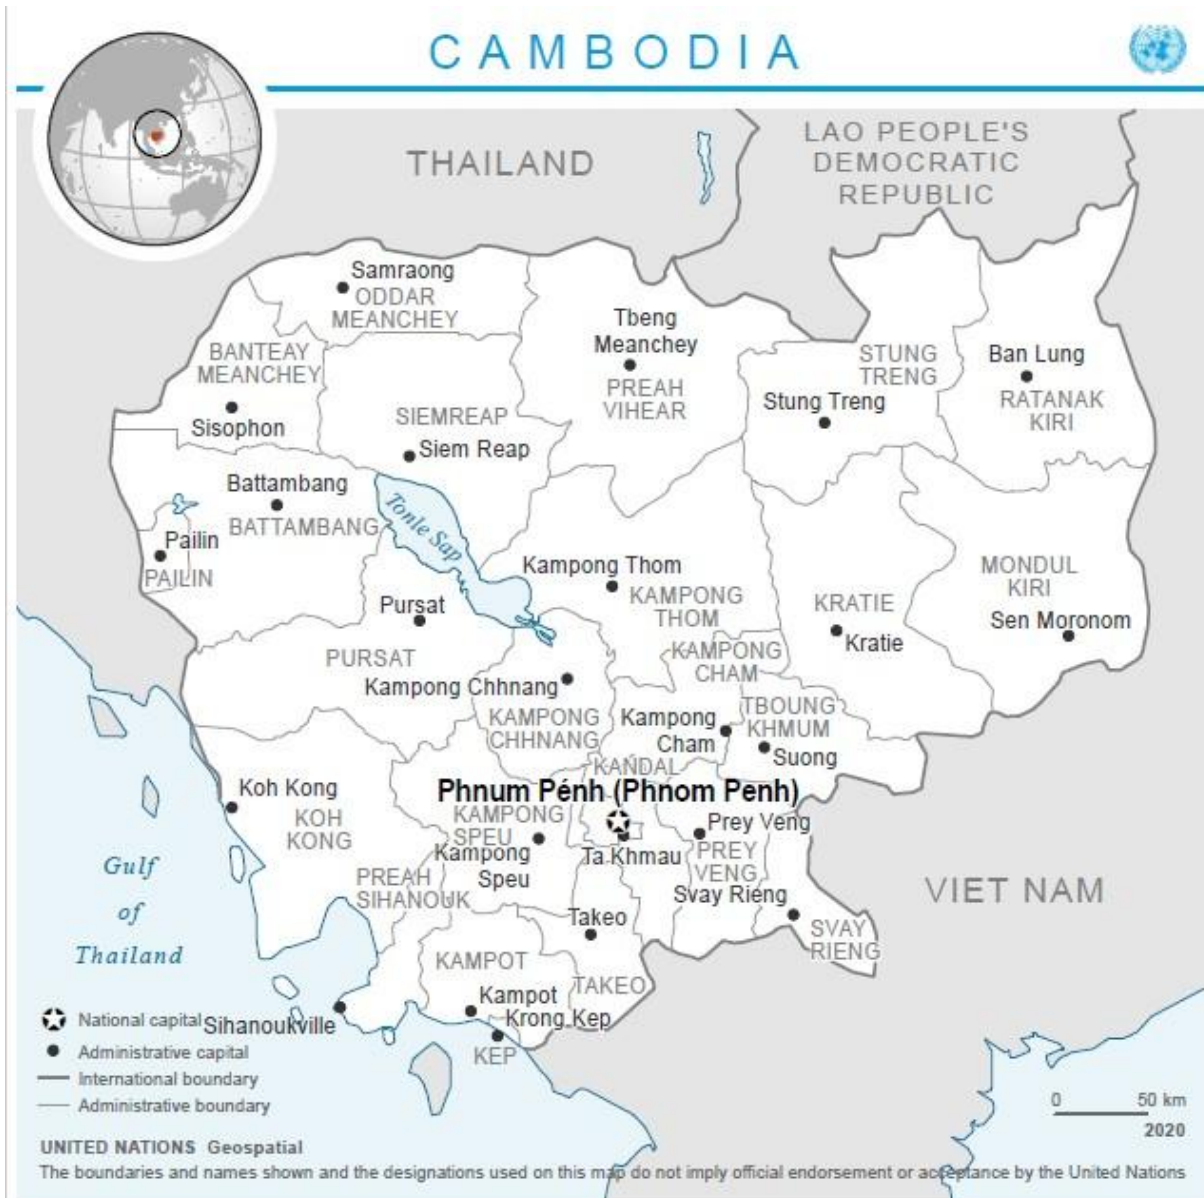 CAMBODIA
THAILAND
LAO PEOPLE'S
DEMOCRATIC
REPUBLIC
Samraong
ODDAR
MEANCHEY
Tbeng
Meanchey
PREAH
VIHEAR
BANTEAY
MEANCHEY
Sisophon
SIEMREAP
Siem Reap
STUNG
TRENG
Stung Treng
Ban Lung
RATANAK
KIRI
Battambang
BATTAMBANG
Tonle Sap
Pailin
PAILIN
Pursat
PURSAT
Kampong Thom
KAMPONG
THOM
KRATIE
Kratie
MONDUL
KIRI
Sen Moronom
KAMPONG
CHAM
Kampong Chhnang
KAMPONG
CHHNANG
Kampong
Cham
TBOUNG
KHMUM
Suong
KANDAL
Phnum Pénh (Phnom Penh)
Koh Kong
KOH
KONG
KAMPONG
SPEU
Kampong
Speu
Ta Khmau
Prey Veng
PREY
VENG
PREAH
SIHANOUK
Svay Rieng
SVAY
RIENG
VIET NAM
Takeo
TAKEO
KAMPOT
Kampot
Krong Kep
KEP
Sihanoukville
Gulf
of
Thailand
National capital
Administrative capital
International boundary
Administrative boundary
0 50 km
2020
UNITED NATIONS Geospatial
The boundaries and names shown and the designations used on this map do not imply official endorsement or acceptance by the United Nations